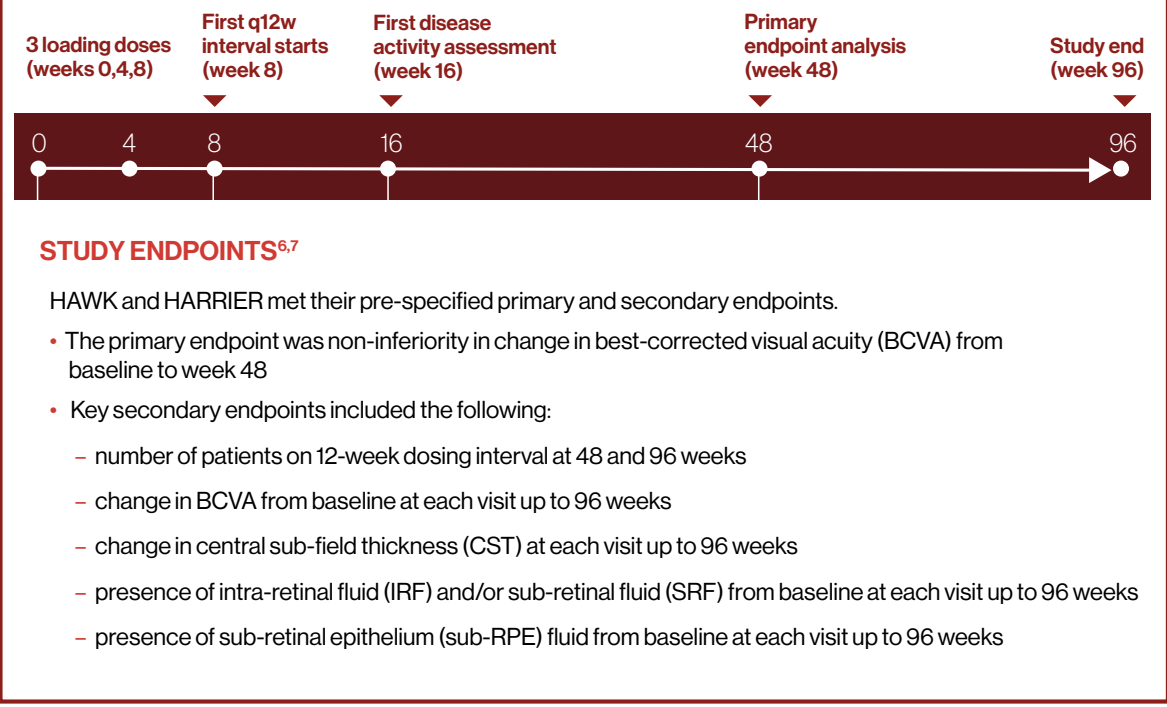 3 loading doses
(weeks 0,4,8)
First q12w
interval starts
(week 8)
First disease
activity assessment
(week 16)
Primary
endpoint analysis
(week 48)
Study end
(week 96)
0 4 8 16 48 96
STUDY ENDPOINTS6,7
HAWK and HARRIER met their pre-specified primary and secondary endpoints.
• The primary endpoint was non-inferiority in change in best-corrected visual acuity (BCVA) from
baseline to week 48
• Key secondary endpoints included the following:
– number of patients on 12-week dosing interval at 48 and 96 weeks
– change in BCVA from baseline at each visit up to 96 weeks
– change in central sub-field thickness (CST) at each visit up to 96 weeks
– presence of intra-retinal fluid (IRF) and/or sub-retinal fluid (SRF) from baseline at each visit up to 96 weeks
– presence of sub-retinal epithelium (sub-RPE) fluid from baseline at each visit up to 96 weeks